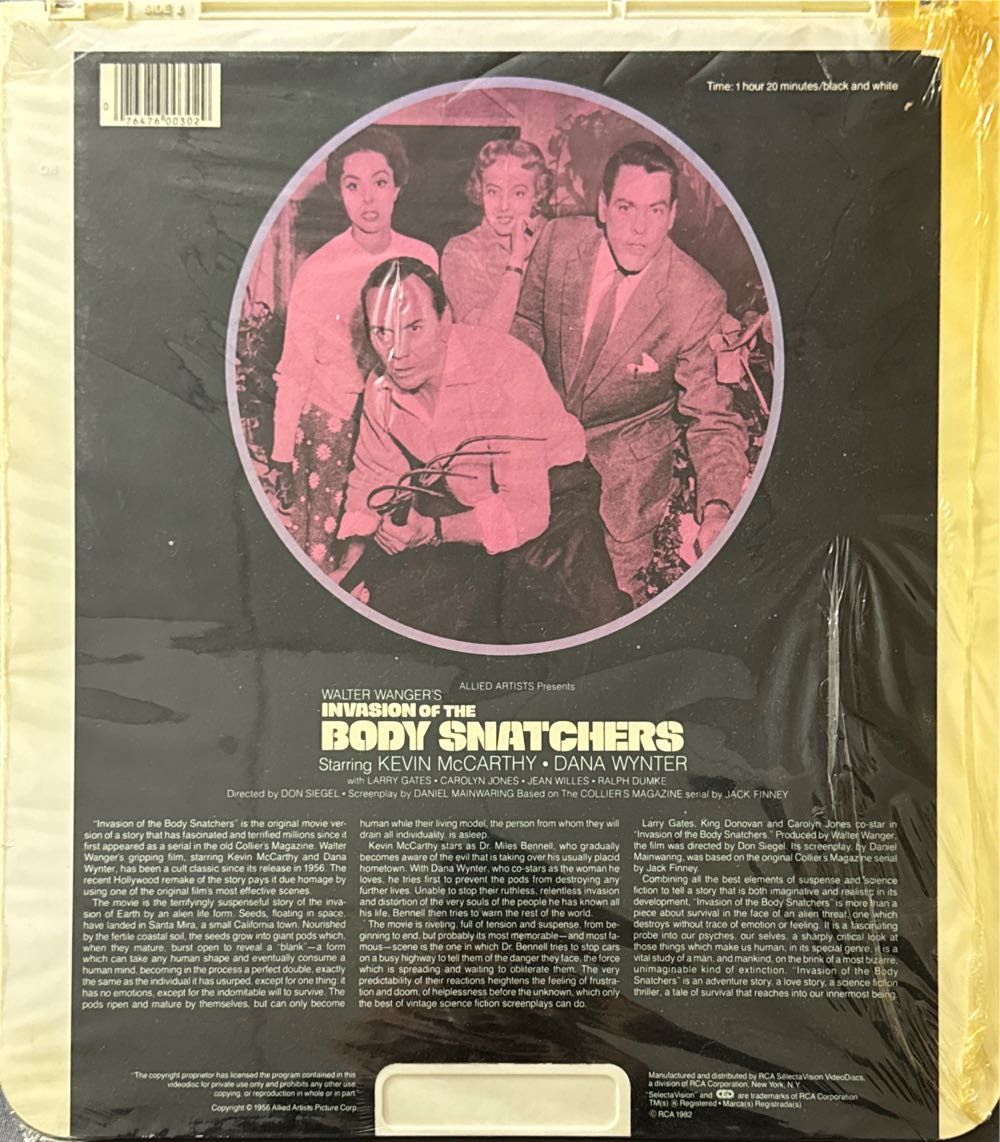 SIDE 2
0
76476 00302
Time: 1 hour 20 minutes/black and white
ALLIED ARTISTS Presents
WALTER WANGER'S
INVASION OF THE
BODY SNATCHERS
Starring KEVIN McCARTHY • DANA WYNTER
with LARRY GATES • CAROLYN JONES • JEAN WILLES • RALPH DUMKE
Directed by DON SIEGEL • Screenplay by DANIEL MAINWARING Based on The COLLIER'S MAGAZINE serial by JACK FINNEY
"Invasion of the Body Snatchers" is the original movie ver-
sion of a story that has fascinated and terrified millions since it
first appeared as a serial in the old Collier's Magazine. Walter
Wanger's gripping film, starring Kevin McCarthy and Dana
Wynter, has been a cult classic since its release in 1956. The
recent Hollywood remake of the story pays it due homage by
using one of the original film's most effective scenes.
The movie is the terrifyingly suspenseful story of the inva-
sion of Earth by an alien life form. Seeds, floating in space,
have landed in Santa Mira, a small California town. Nourished
by the fertile coastal soil, the seeds grow into giant pods which,
when they mature, burst open to reveal a "blank"—a form
which can take any human shape and eventually consume a
human mind, becoming in the process a perfect double, exactly
the same as the individual it has usurped, except for one thing: it
has no emotions, except for the indomitable will to survive. The
pods ripen and mature by themselves, but can only become
human while their living model, the person from whom they will
drain all individuality, is asleep.
Kevin McCarthy stars as Dr. Miles Bennell, who gradually
becomes aware of the evil that is taking over his usually placid
hometown. With Dana Wynter, who co-stars as the woman he
loves, he tries first to prevent the pods from destroying any
further lives. Unable to stop their ruthless, relentless invasion
and distortion of the very souls of the people he has known all
his life, Bennell then tries to warn the rest of the world.
The movie is riveting, full of tension and suspense, from be-
ginning to end, but probably its most memorable—and most fa-
mous—scene is the one in which Dr. Bennell tries to stop cars
on a busy highway to tell them of the danger they face, the force
which is spreading and waiting to obliterate them. The very
predictability of their reactions heightens the feeling of frustra-
tion and doom, of helplessness before the unknown, which only
the best of vintage science fiction screenplays can do.
Larry Gates, King Donovan and Carolyn Jones co-star in
"Invasion of the Body Snatchers." Produced by Walter Wanger,
the film was directed by Don Siegel. Its screenplay, by Daniel
Mainwaring, was based on the original Collier's Magazine serial
by Jack Finney.
Combining all the best elements of suspense and science
fiction to tell a story that is both imaginative and realistic in its
development, "Invasion of the Body Snatchers" is more than a
piece about survival in the face of an alien threat, one which
destroys without trace of emotion or feeling. It is a fascinating
probe into our psyches, our selves, a sharply critical look at
those things which make us human; in its special genre, it is a
vital study of a man, and mankind, on the brink of a most bizarre,
unimaginable kind of extinction. "Invasion of the Body
Snatchers" is an adventure story, a love story, a science fiction
thriller, a tale of survival that reaches into our innermost being.
"The copyright proprietor has licensed the program contained in this
videodisc for private use only and prohibits any other use,
copying, or reproduction in whole or in part"
Copyright © 1956 Allied Artists Picture Corp.
Manufactured and distributed by RCA SelectaVision VideoDiscs,
a division of RCA Corporation, New York, N.Y.
"SelectaVision" and CED are trademarks of RCA Corporation
TM(s) ® Registered • Marca(s) Registrada(s)
© RCA 1982